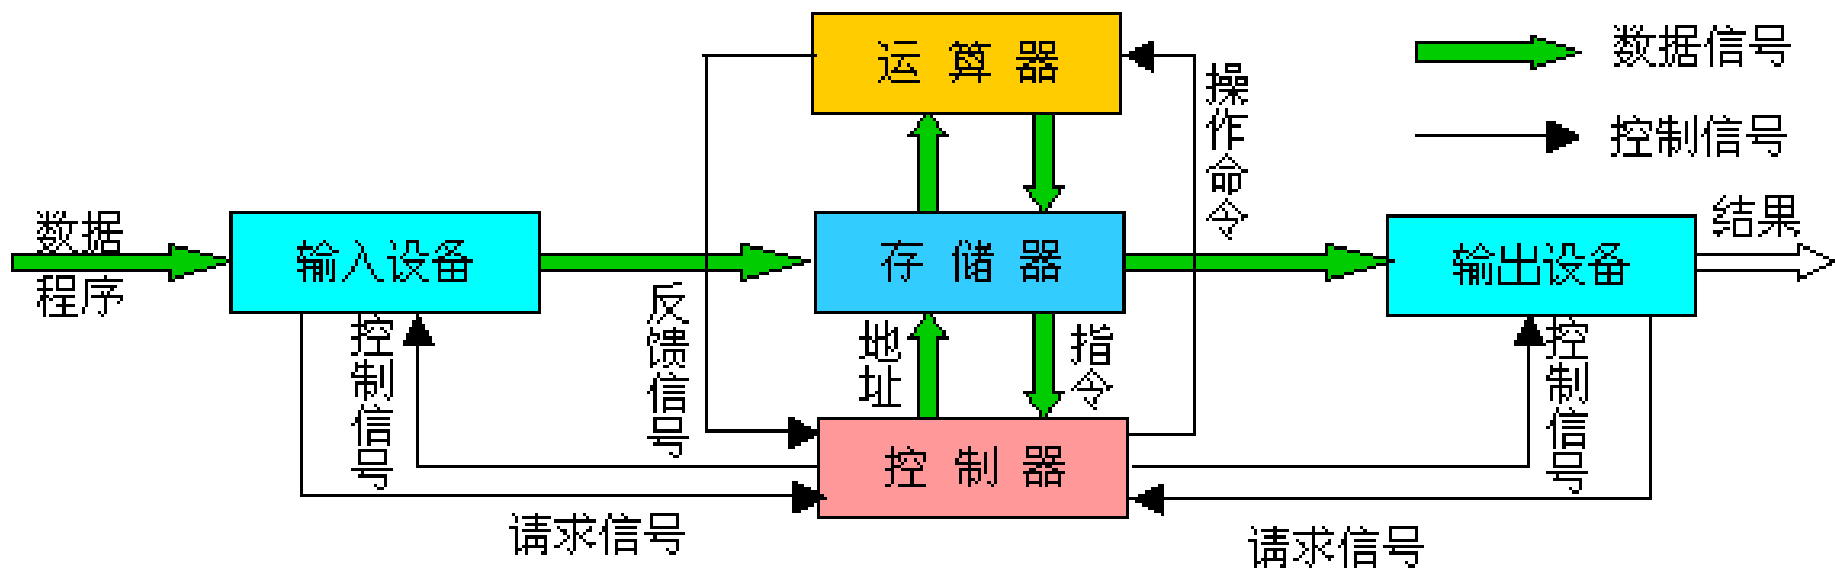 运 算 器
数据信号
操作命令
控制信号
数据
程序
输入设备
存 储 器
输出设备
结果
控制信号
反馈信号
地址
指令
控制信号
控 制 器
请求信号
请求信号